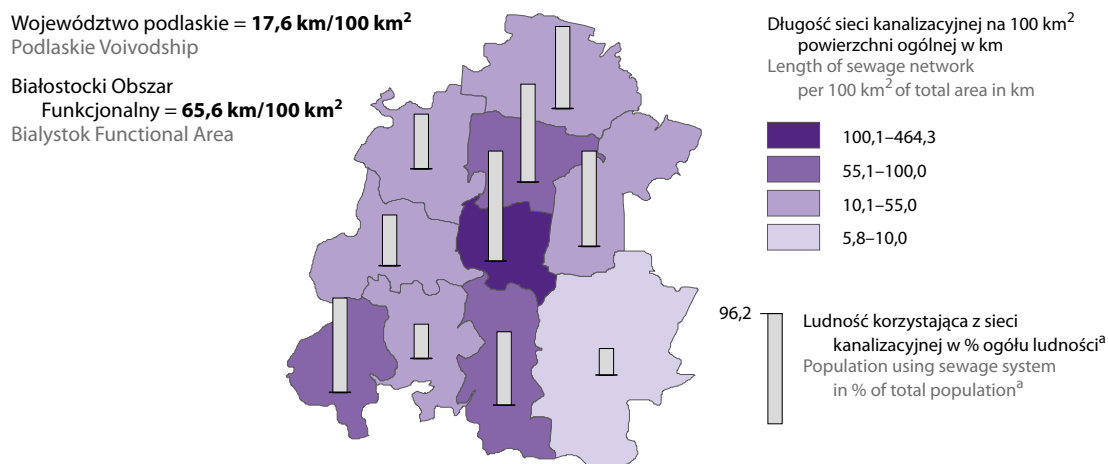 Województwo podlaskie = 17,6 km/100 km²
Podlaskie Voivodship
Białostocki Obszar
Funkcjonalny = 65,6 km/100 km²
Bialystok Functional Area
Długość sieci kanalizacyjnej na 100 km²
powierzchni ogólnej w km
Length of sewage network
per 100 km² of total area in km
100,1–464,3
55,1–100,0
10,1–55,0
5,8–10,0
96,2
Ludność korzystająca z sieci
kanalizacyjnej w % ogółu ludnościᵃ
Population using sewage system
in % of total populationᵃ